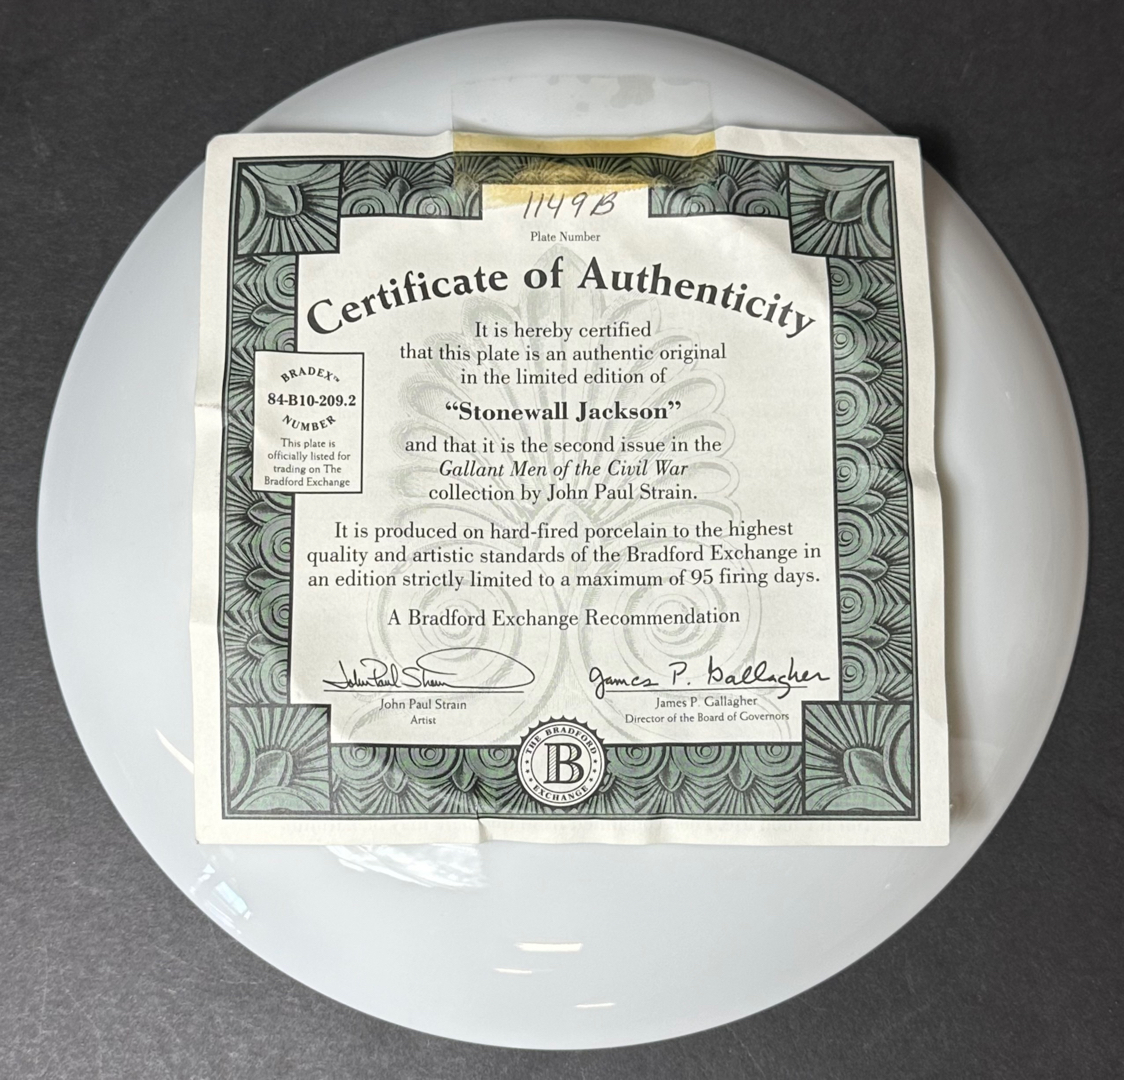 1149B
Plate Number
Certificate of Authenticity
It is hereby certified
that this plate is an authentic original
in the limited edition of
“Stonewall Jackson”
and that it is the second issue in the
Gallant Men of the Civil War
collection by John Paul Strain.
BRADEX™
84-B10-209.2
NUMBER
This plate is
officially listed for
trading on The
Bradford Exchange
It is produced on hard-fired porcelain to the highest
quality and artistic standards of the Bradford Exchange in
an edition strictly limited to a maximum of 95 firing days.
A Bradford Exchange Recommendation
John Paul Strain
John Paul Strain
Artist
James P. Gallagher
James P. Gallagher
Director of the Board of Governors
THE BRADFORD
B
EXCHANGE